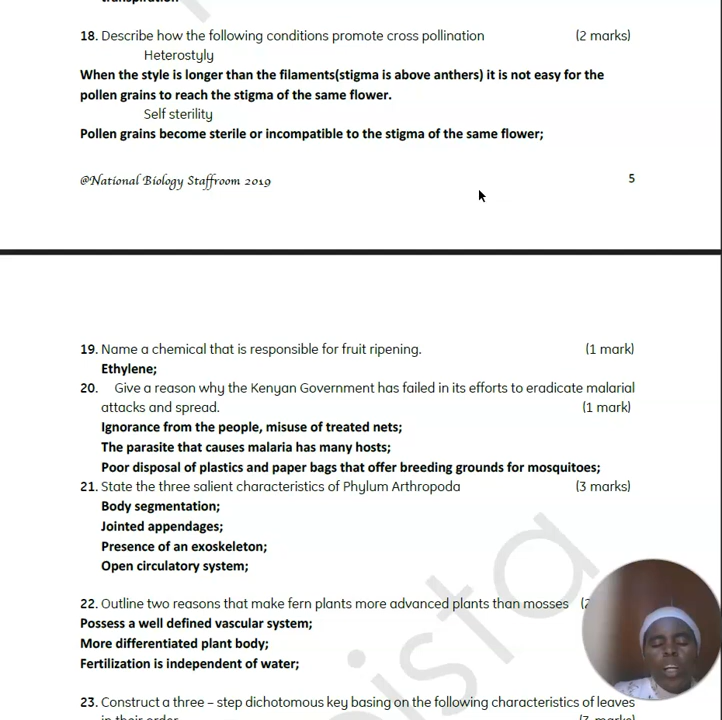 18. Describe how the following conditions promote cross pollination (2 marks)
Heterostyly
When the style is longer than the filaments(stigma is above anthers) it is not easy for the
pollen grains to reach the stigma of the same flower.
Self sterility
Pollen grains become sterile or incompatible to the stigma of the same flower;
@National Biology Staffroom 2019 5
19. Name a chemical that is responsible for fruit ripening. (1 mark)
Ethylene;
20. Give a reason why the Kenyan Government has failed in its efforts to eradicate malarial
attacks and spread. (1 mark)
Ignorance from the people, misuse of treated nets;
The parasite that causes malaria has many hosts;
Poor disposal of plastics and paper bags that offer breeding grounds for mosquitoes;
21. State the three salient characteristics of Phylum Arthropoda (3 marks)
Body segmentation;
Jointed appendages;
Presence of an exoskeleton;
Open circulatory system;
22. Outline two reasons that make fern plants more advanced plants than mosses
Possess a well defined vascular system;
More differentiated plant body;
Fertilization is independent of water;
23. Construct a three – step dichotomous key basing on the following characteristics of leaves